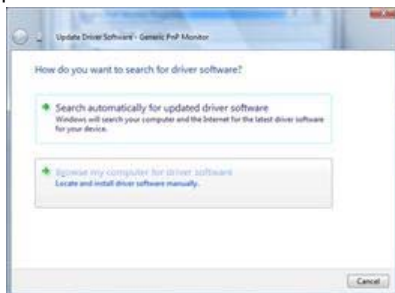 Update Driver Software - Generic PnP Monitor
How do you want to search for driver software?
Search automatically for updated driver software
Windows will search your computer and the Internet for the latest driver software
for your device.
Browse my computer for driver software
Locate and install driver software manually.
Cancel